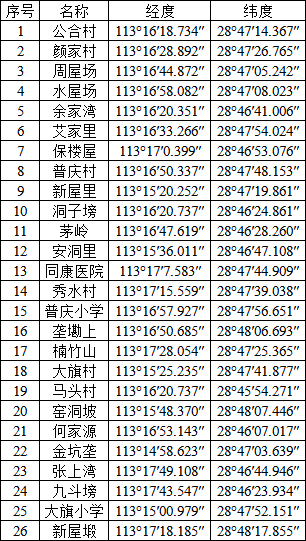 序号 名称 经度 纬度
1 公合村 113°16′18.734″ 28°47′14.367″
2 颜家村 113°16′28.892″ 28°47′26.765″
3 周屋场 113°16′44.872″ 28°47′05.242″
4 水屋场 113°16′58.082″ 28°47′08.023″
5 余家湾 113°16′20.351″ 28°46′41.006″
6 艾家里 113°16′33.266″ 28°47′54.024″
7 保楼屋 113°17′0.399″ 28°46′53.076″
8 普庆村 113°16′50.337″ 28°47′48.153″
9 新屋里 113°15′20.252″ 28°47′19.861″
10 洞子塝 113°16′20.737″ 28°46′24.861″
11 茅岭 113°16′47.619″ 28°46′28.260″
12 安洞里 113°15′36.011″ 28°46′47.108″
13 同康医院 113°17′7.583″ 28°47′44.909″
14 秀水村 113°17′15.559″ 28°47′39.038″
15 普庆小学 113°16′57.927″ 28°47′56.651″
16 垄塅上 113°16′50.685″ 28°48′06.693″
17 楠竹山 113°17′28.054″ 28°47′25.365″
18 大旗村 113°15′25.235″ 28°47′41.877″
19 马头村 113°16′20.737″ 28°45′54.271″
20 窑洞坡 113°15′48.370″ 28°48′07.446″
21 何家源 113°16′53.143″ 28°46′07.017″
22 金坑垄 113°14′58.623″ 28°47′03.639″
23 张上湾 113°17′49.108″ 28°46′44.946″
24 九斗塝 113°17′43.547″ 28°46′23.934″
25 大旗小学 113°15′00.979″ 28°47′52.151″
26 新屋塅 113°17′18.185″ 28°48′17.855″